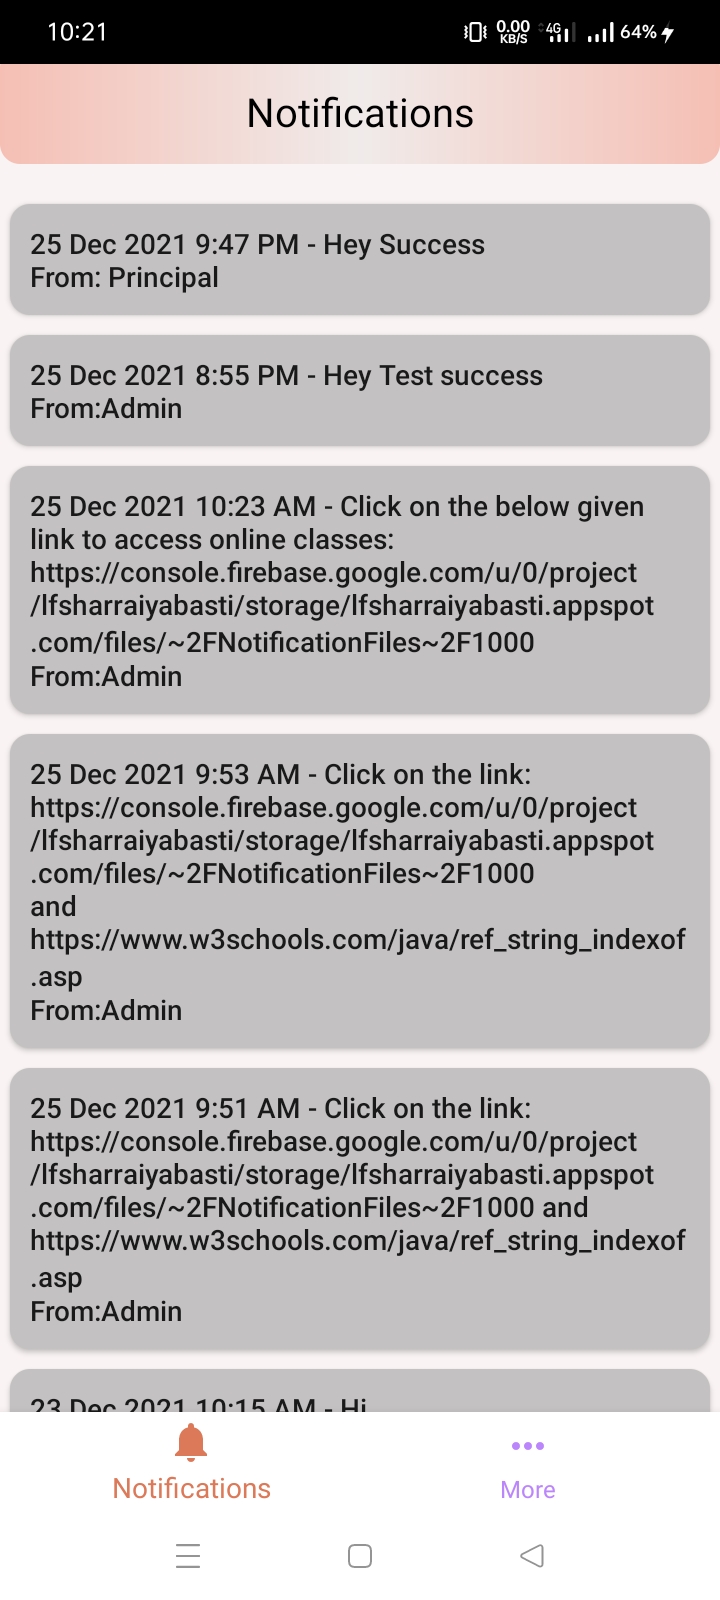 10:21
0.00
KB/S
4G
64%
Notifications
25 Dec 2021 9:47 PM - Hey Success
From: Principal
25 Dec 2021 8:55 PM - Hey Test success
From:Admin
25 Dec 2021 10:23 AM - Click on the below given
link to access online classes:
https://console.firebase.google.com/u/0/project
/lfsharraiyabasti/storage/lfsharraiyabasti.appspot
.com/files/~2FNotificationFiles~2F1000
From:Admin
25 Dec 2021 9:53 AM - Click on the link:
https://console.firebase.google.com/u/0/project
/lfsharraiyabasti/storage/lfsharraiyabasti.appspot
.com/files/~2FNotificationFiles~2F1000
and
https://www.w3schools.com/java/ref_string_indexof
.asp
From:Admin
25 Dec 2021 9:51 AM - Click on the link:
https://console.firebase.google.com/u/0/project
/lfsharraiyabasti/storage/lfsharraiyabasti.appspot
.com/files/~2FNotificationFiles~2F1000 and
https://www.w3schools.com/java/ref_string_indexof
.asp
From:Admin
23 Dec 2021 10:15 AM - Hi
Notifications
More